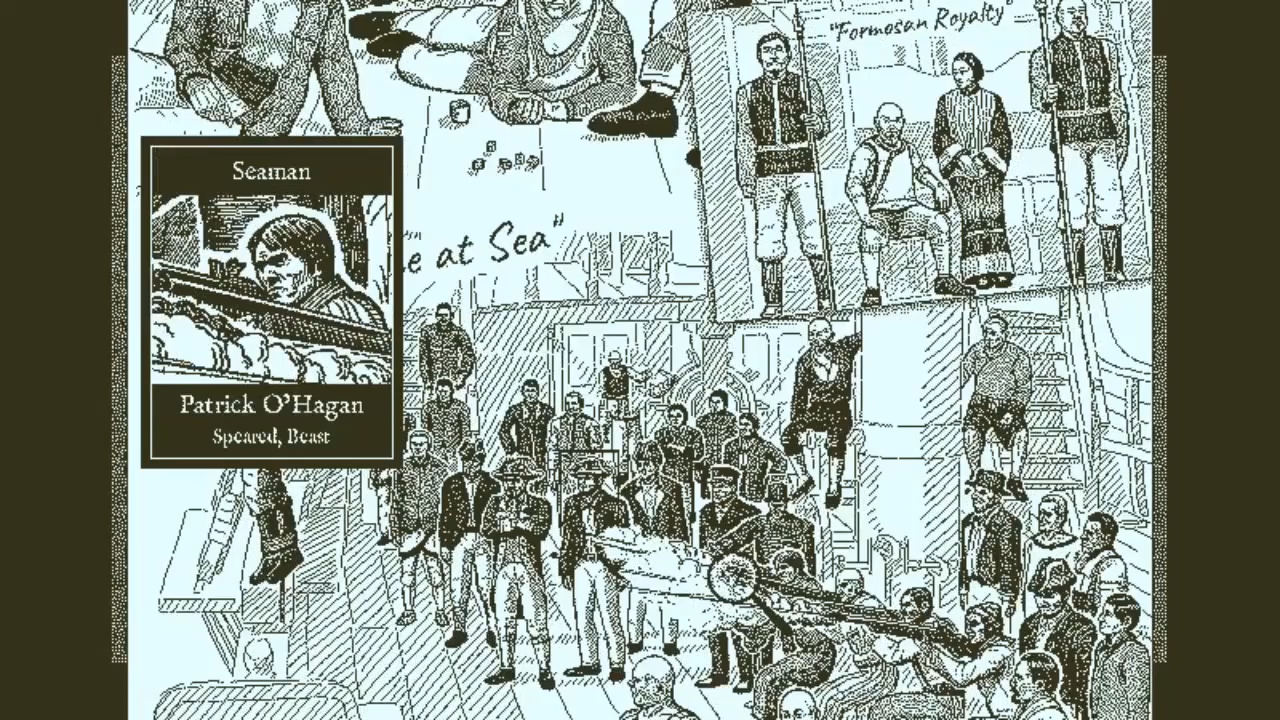 "Formosan Royalty"
Seaman
e at Sea"
Patrick O'Hagan
Speared, Beast